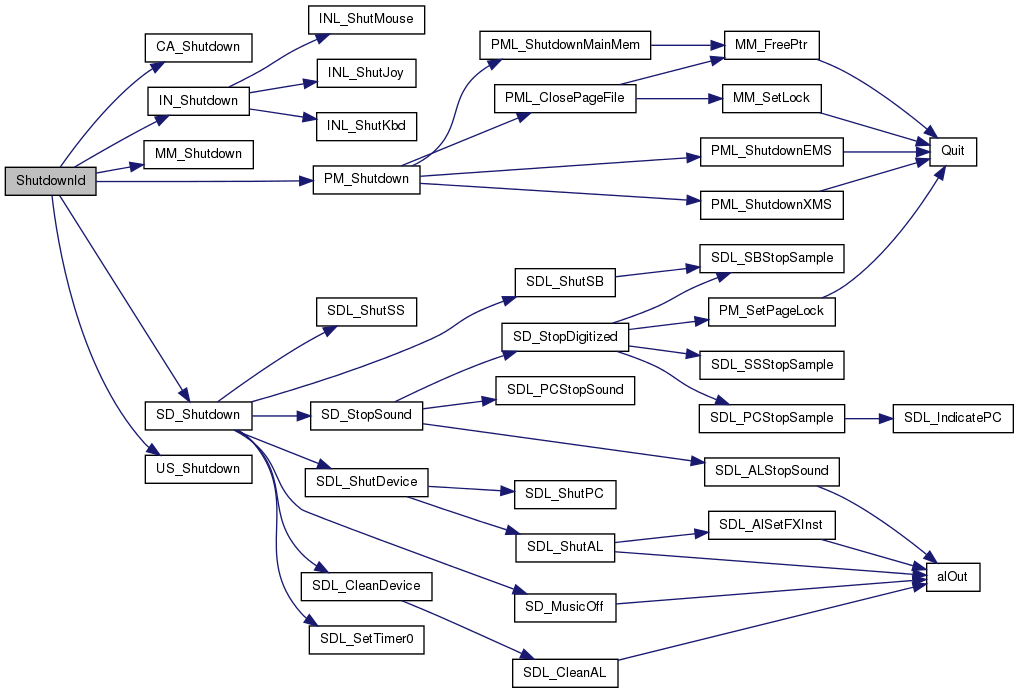 ShutdownId
CA_Shutdown
IN_Shutdown
MM_Shutdown
PM_Shutdown
SD_Shutdown
US_Shutdown
INL_ShutMouse
INL_ShutJoy
INL_ShutKbd
SDL_ShutSS
SD_StopSound
SDL_ShutDevice
SDL_CleanDevice
SDL_SetTimer0
PML_ShutdownMainMem
PML_ClosePageFile
SDL_ShutSB
SD_StopDigitized
SDL_PCStopSound
SDL_ShutPC
SDL_ShutAL
SD_MusicOff
SDL_CleanAL
MM_FreePtr
MM_SetLock
PML_ShutdownEMS
PML_ShutdownXMS
SDL_SBStopSample
PM_SetPageLock
SDL_SSStopSample
SDL_PCStopSample
SDL_ALStopSound
SDL_AlSetFXInst
Quit
SDL_IndicatePC
alOut